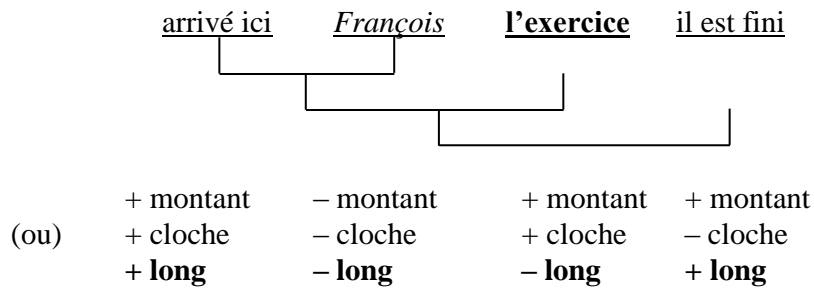 arrivé ici François l’exercice il est fini
+ montant – montant + montant + montant
(ou) + cloche – cloche + cloche – cloche
+ long – long – long + long